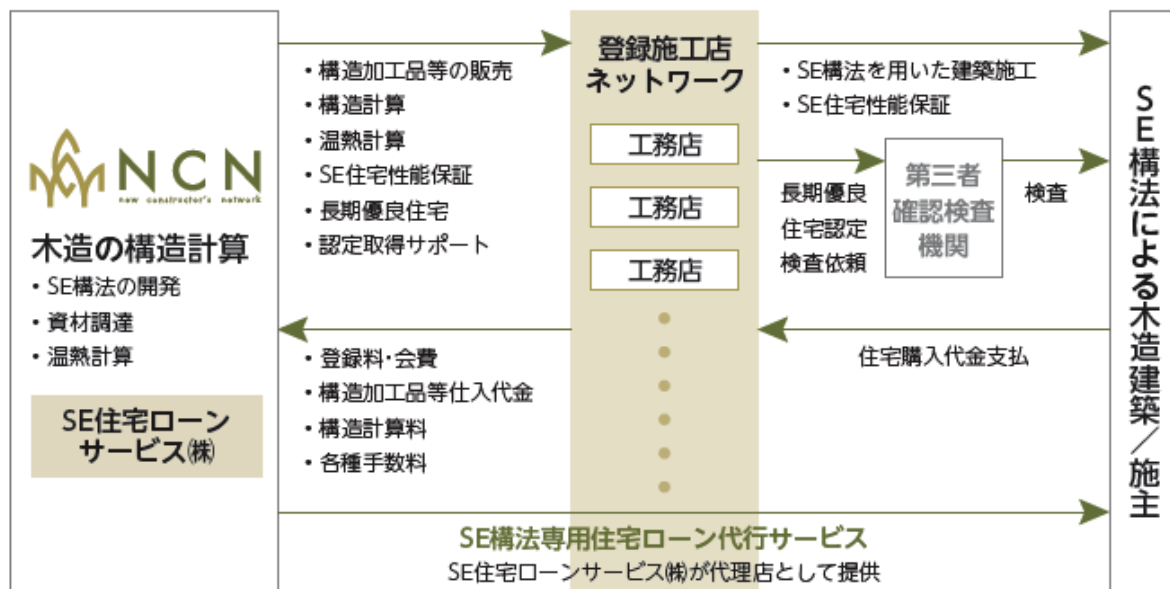 NCN
new constructor's network
木造の構造計算
・SE構法の開発
・資材調達
・温熱計算
SE住宅ローン
サービス㈱
・構造加工品等の販売
・構造計算
・温熱計算
・SE住宅性能保証
・長期優良住宅
・認定取得サポート
・登録料・会費
・構造加工品等仕入代金
・構造計算料
・各種手数料
登録施工店
ネットワーク
工務店
工務店
工務店
・SE構法を用いた建築施工
・SE住宅性能保証
長期優良
住宅認定
検査依頼
第三者
確認検査
機関
検査
住宅購入代金支払
SE構法専用住宅ローン代行サービス
SE住宅ローンサービス㈱が代理店として提供
SE構法による木造建築／施主